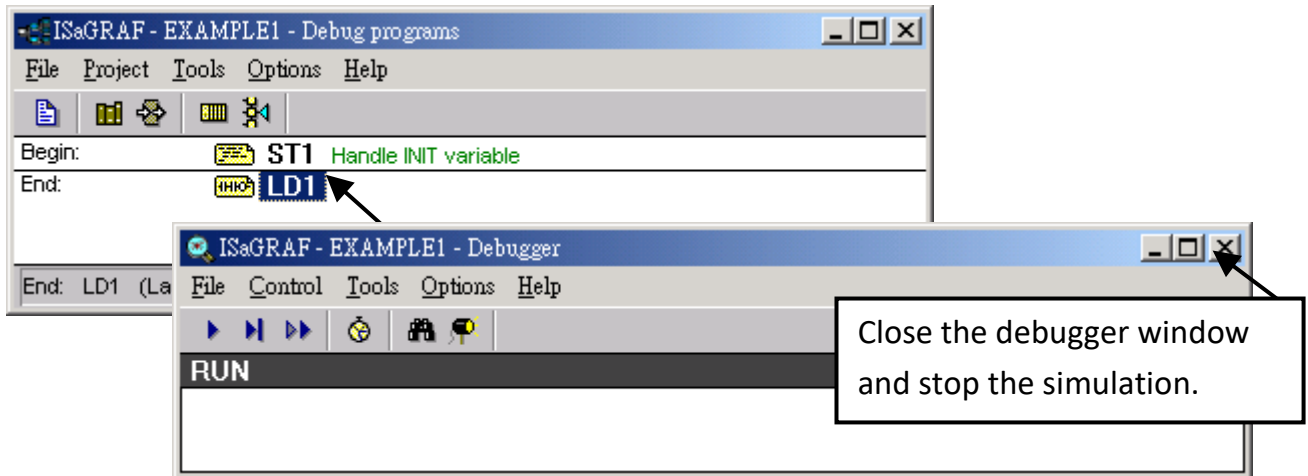 ISaGRAF - EXAMPLE1 - Debug programs
File Project Tools Options Help
Begin: ST1 Handle INIT variable
End: LD1
End: LD1 (La
ISaGRAF - EXAMPLE1 - Debugger
File Control Tools Options Help
RUN
Close the debugger window
and stop the simulation.